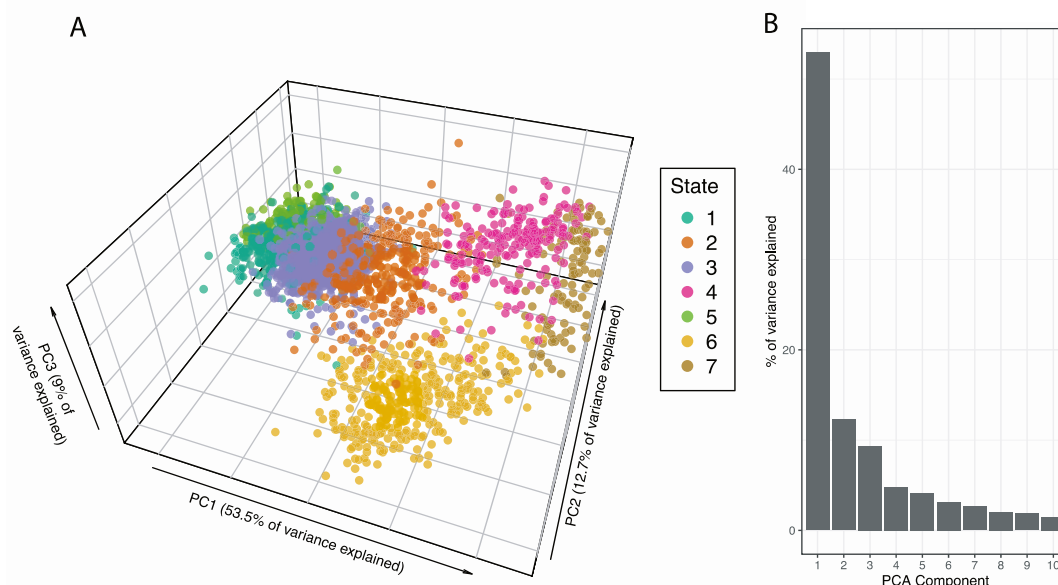 A
PC3 (9% of
variance explained)
PC1 (53.5% of variance explained)
PC2 (12.7% of variance explained)
State
1
2
3
4
5
6
7
B
% of variance explained
40
20
0
1 2 3 4 5 6 7 8 9 10
PCA Component